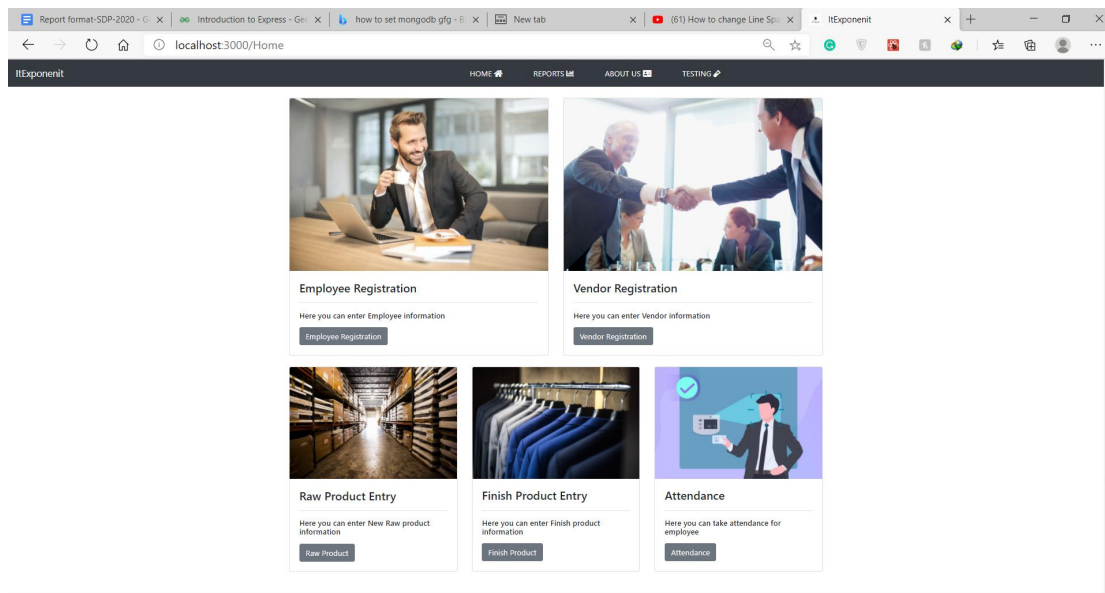 Report format-SDP-2020 - G
Introduction to Express - Gee
how to set mongodb gfg - B
New tab
(61) How to change Line Spa
ItExponenit
localhost:3000/Home
ItExponenit
HOME
REPORTS
ABOUT US
TESTING
Employee Registration
Here you can enter Employee information
Employee Registration
Vendor Registration
Here you can enter Vendor information
Vendor Registration
Raw Product Entry
Here you can enter New Raw product
information
Raw Product
Finish Product Entry
Here you can enter Finish product
information
Finish Product
Attendance
Here you can take attendance for
employee
Attendance